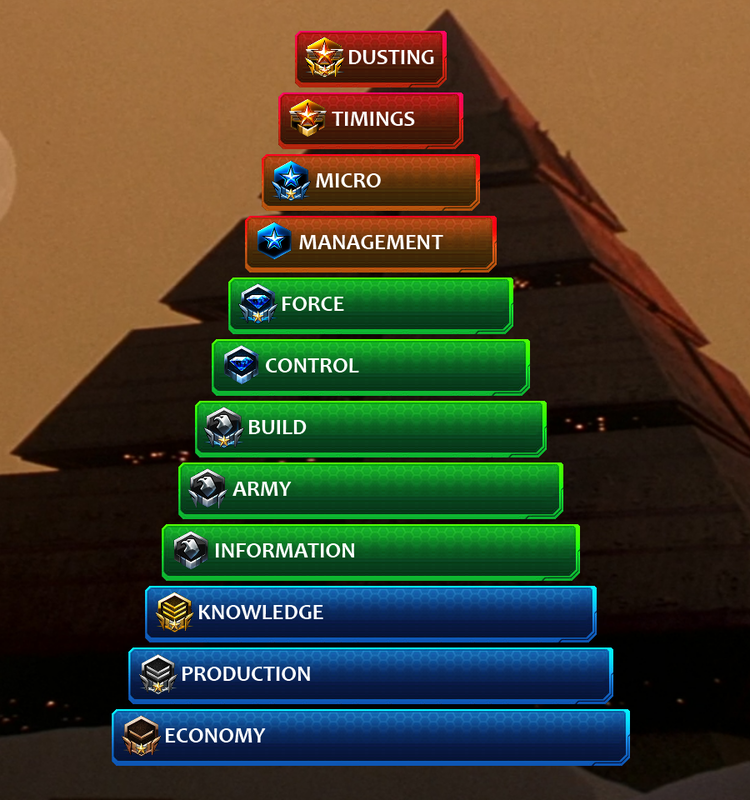 DUSTING
TIMINGS
MICRO
MANAGEMENT
FORCE
CONTROL
BUILD
ARMY
INFORMATION
KNOWLEDGE
PRODUCTION
ECONOMY